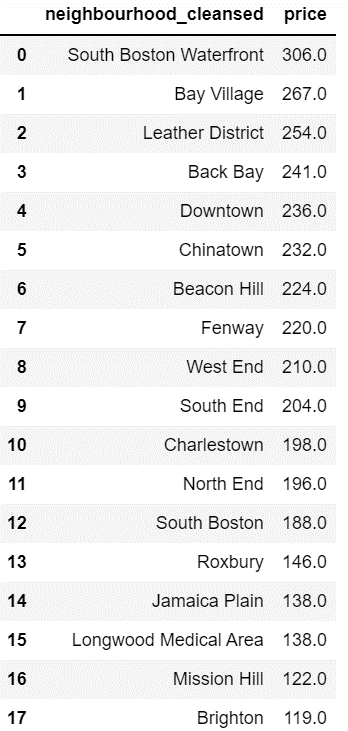 neighbourhood_cleansed price
0 South Boston Waterfront 306.0
1 Bay Village 267.0
2 Leather District 254.0
3 Back Bay 241.0
4 Downtown 236.0
5 Chinatown 232.0
6 Beacon Hill 224.0
7 Fenway 220.0
8 West End 210.0
9 South End 204.0
10 Charlestown 198.0
11 North End 196.0
12 South Boston 188.0
13 Roxbury 146.0
14 Jamaica Plain 138.0
15 Longwood Medical Area 138.0
16 Mission Hill 122.0
17 Brighton 119.0